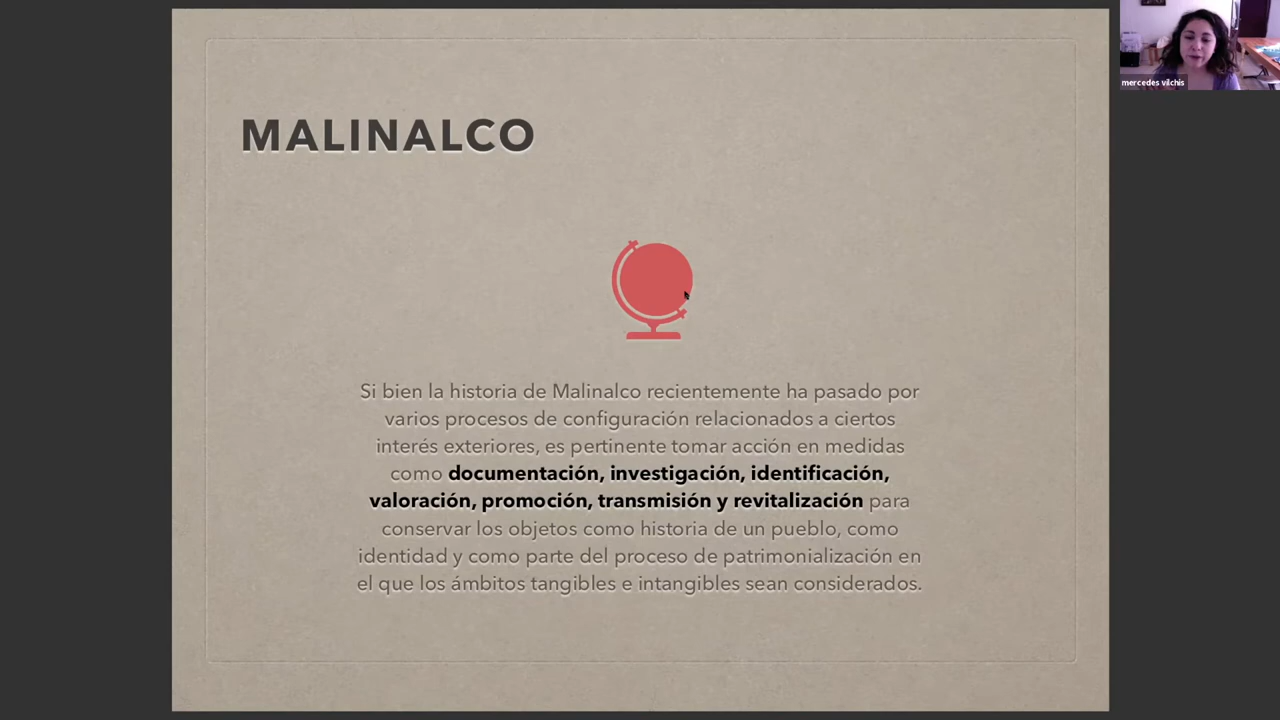 MALINALCO
Si bien la historia de Malinalco recientemente ha pasado por
varios procesos de configuración relacionados a ciertos
interés exteriores, es pertinente tomar acción en medidas
como documentación, investigación, identificación,
valoración, promoción, transmisión y revitalización para
conservar los objetos como historia de un pueblo, como
identidad y como parte del proceso de patrimonialización en
el que los ámbitos tangibles e intangibles sean considerados.
mercedes vilchis